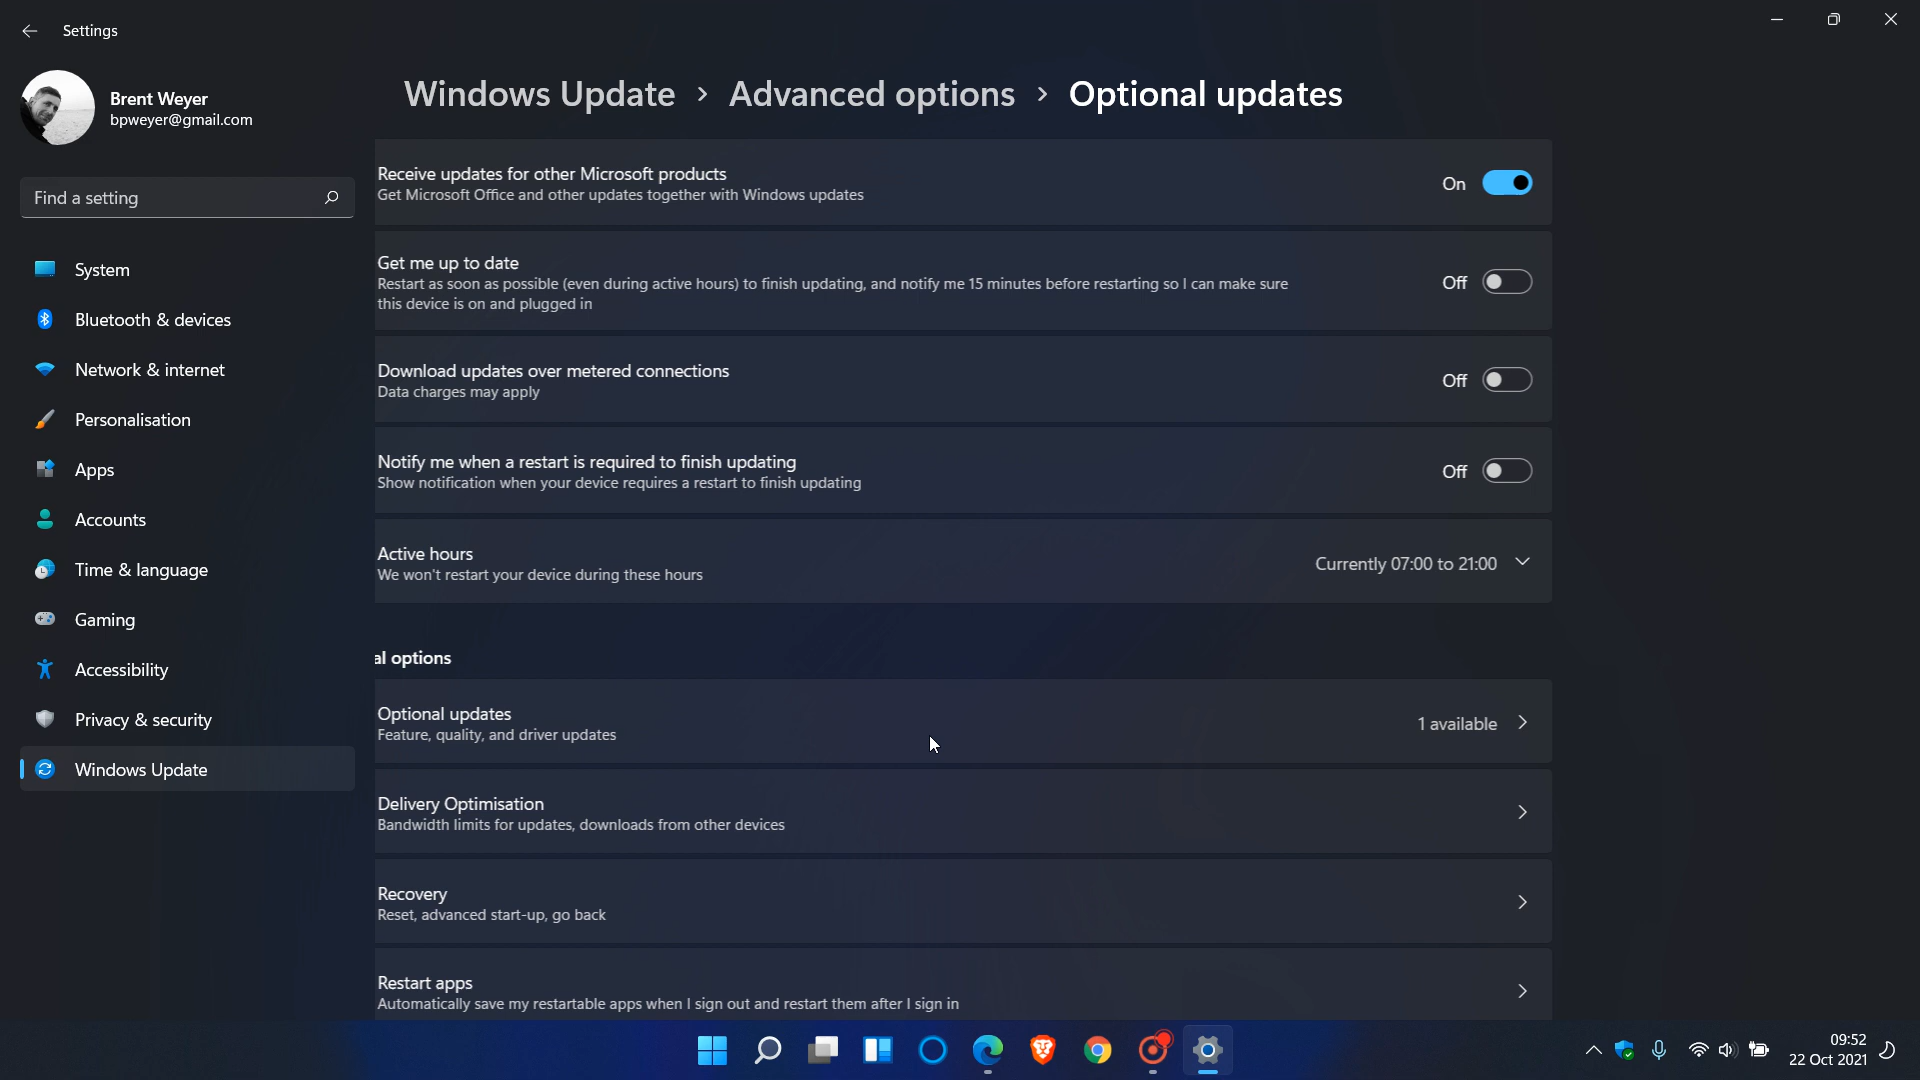 Settings
Brent Weyer
bpweyer@gmail.com
Find a setting
System
Bluetooth & devices
Network & internet
Personalisation
Apps
Accounts
Time & language
Gaming
Accessibility
Privacy & security
Windows Update
Windows Update > Advanced options > Optional updates
Receive updates for other Microsoft products
Get Microsoft Office and other updates together with Windows updates
On
Get me up to date
Restart as soon as possible (even during active hours) to finish updating, and notify me 15 minutes before restarting so I can make sure
this device is on and plugged in
Off
Download updates over metered connections
Data charges may apply
Off
Notify me when a restart is required to finish updating
Show notification when your device requires a restart to finish updating
Off
Active hours
We won't restart your device during these hours
Currently 07:00 to 21:00
al options
Optional updates
Feature, quality, and driver updates
1 available
Delivery Optimisation
Bandwidth limits for updates, downloads from other devices
Recovery
Reset, advanced start-up, go back
Restart apps
Automatically save my restartable apps when I sign out and restart them after I sign in
09:52
22 Oct 2021